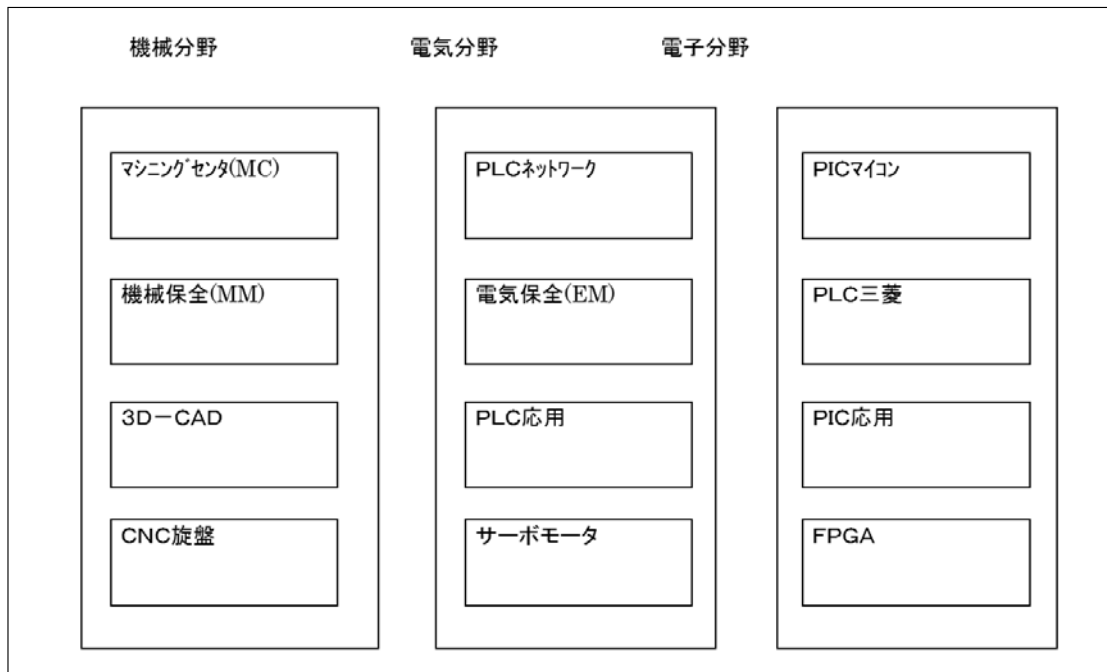 機械分野 電気分野 電子分野
マシニングセンタ(MC)
機械保全(MM)
3D－CAD
CNC旋盤
PLCネットワーク
電気保全(EM)
PLC応用
サーボモータ
PICマイコン
PLC三菱
PIC応用
FPGA